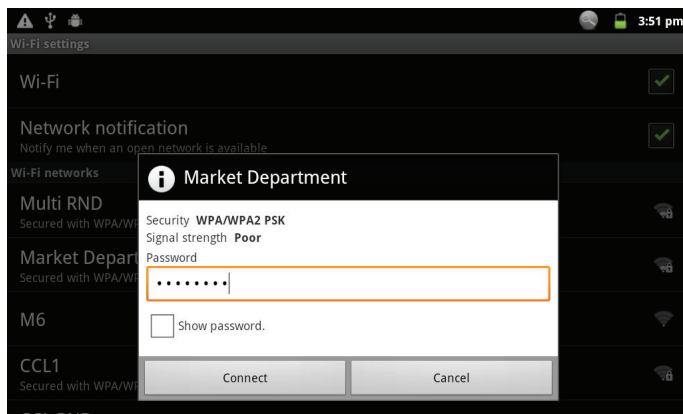 3:51 pm
Wi-Fi settings
Wi-Fi
Network notification
Notify me when an open network is available
Wi-Fi networks
Multi RND
Secured with WPA/WP
Market Depart
Secured with WPA/WP
M6
CCL1
Secured with WPA/WP
Market Department
Security WPA/WPA2 PSK
Signal strength Poor
Password
••••••••
Show password.
Connect Cancel